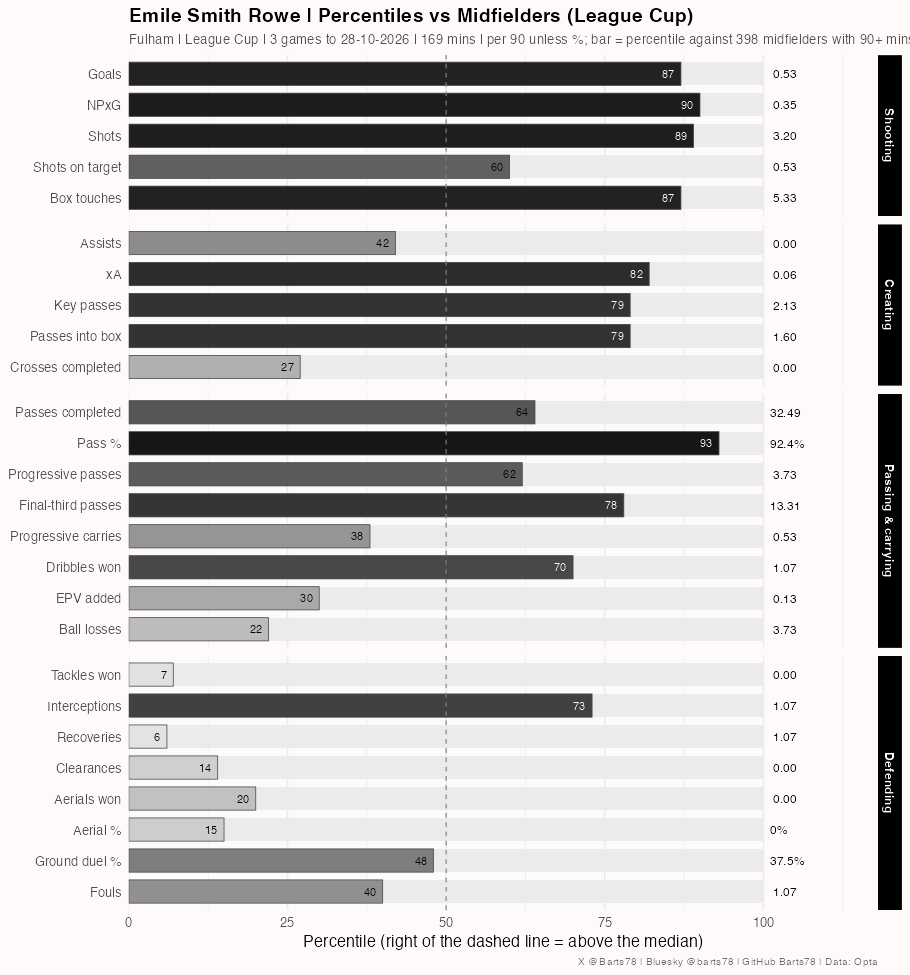 Emile Smith Rowe | Percentiles vs Midfielders (League Cup)
Fulham | League Cup | 3 games to 28-10-2026 | 169 mins | per 90 unless %; bar = percentile against 398 midfielders with 90+ mins
Goals 87 0.53
NPxG 90 0.35
Shots 89 3.20
Shots on target 60 0.53
Box touches 87 5.33
Shooting
Assists 42 0.00
xA 82 0.06
Key passes 79 2.13
Passes into box 79 1.60
Crosses completed 27 0.00
Creating
Passes completed 64 32.49
Pass % 93 92.4%
Progressive passes 62 3.73
Final-third passes 78 13.31
Progressive carries 38 0.53
Dribbles won 70 1.07
EPV added 30 0.13
Ball losses 22 3.73
Passing & carrying
Tackles won 7 0.00
Interceptions 73 1.07
Recoveries 6 1.07
Clearances 14 0.00
Aerials won 20 0.00
Aerial % 15 0%
Ground duel % 48 37.5%
Fouls 40 1.07
Defending
0 25 50 75 100
Percentile (right of the dashed line = above the median)
X @Barts78 | Bluesky @barts78 | GitHub Barts78 | Data: Opta